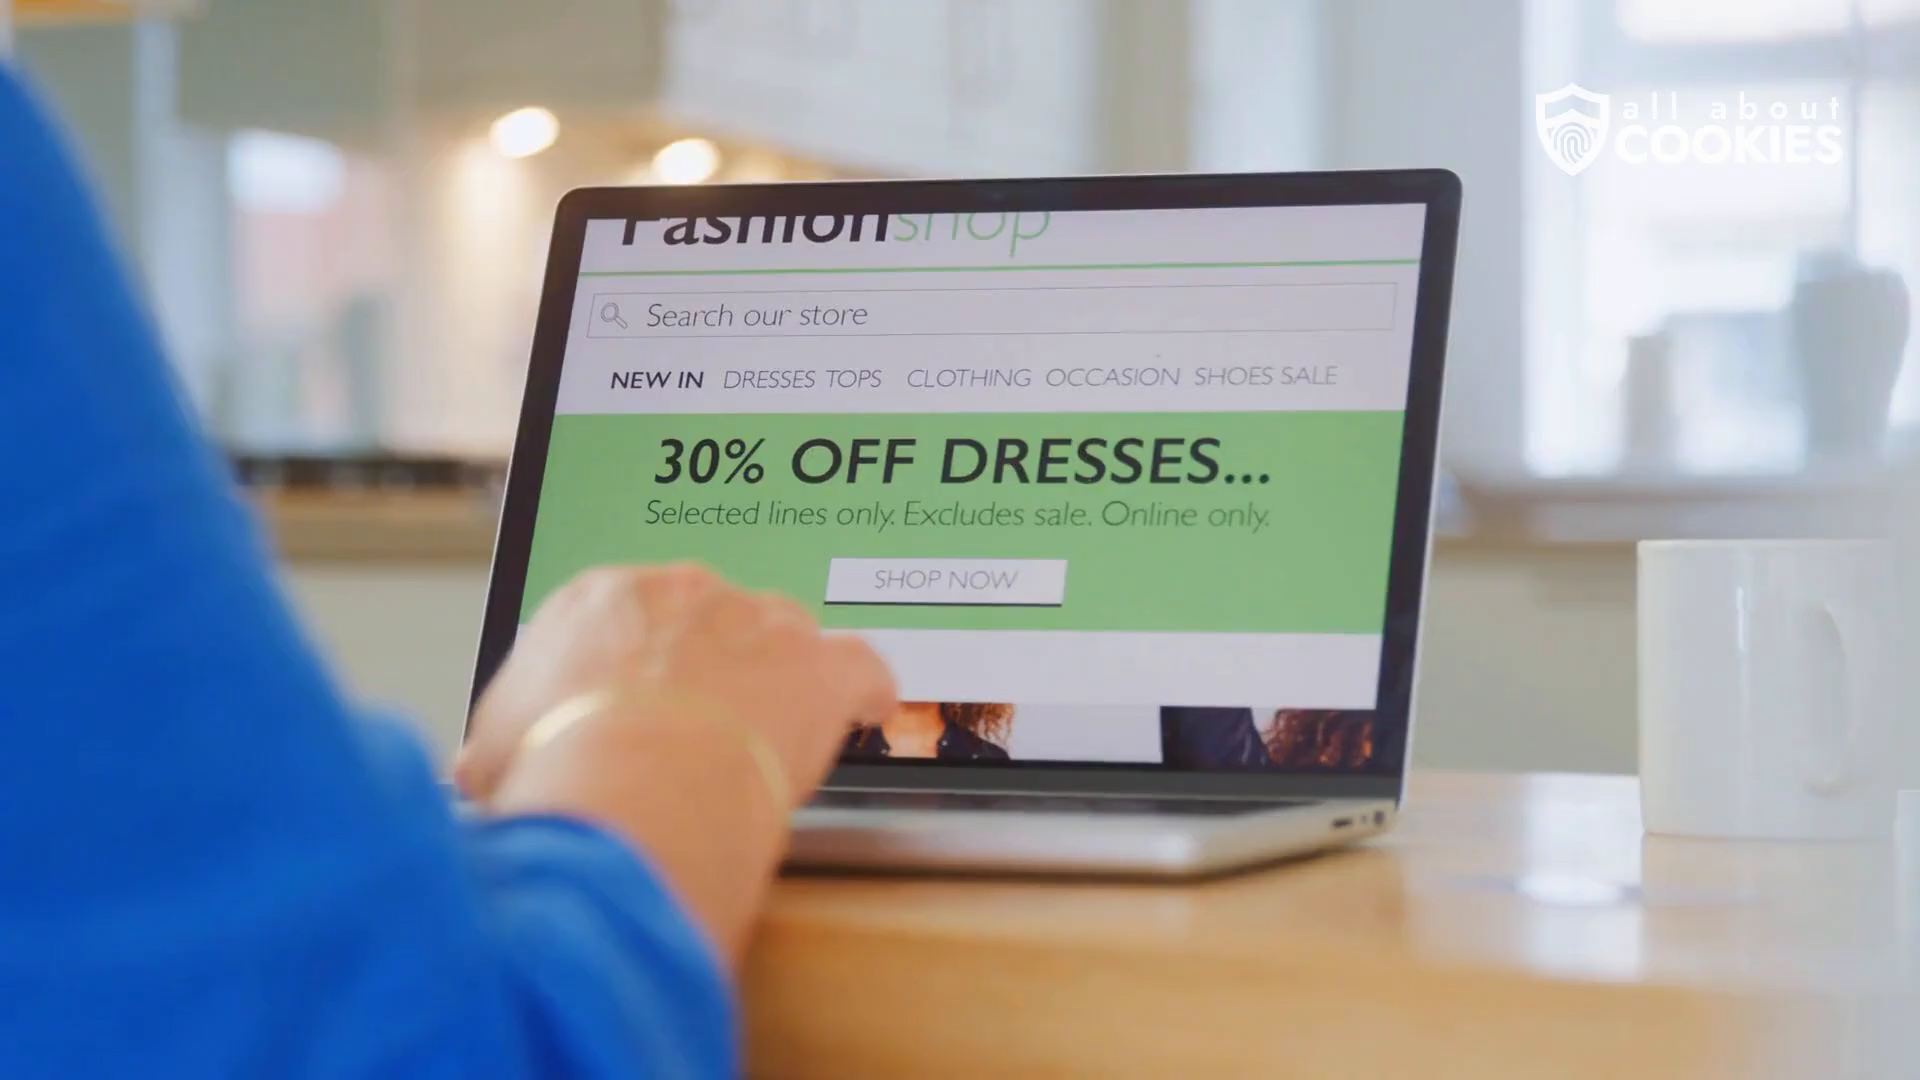 all about
COOKIES
Fashionshop
Search our store
NEW IN DRESSES TOPS CLOTHING OCCASION SHOES SALE
30% OFF DRESSES...
Selected lines only. Excludes sale. Online only.
SHOP NOW